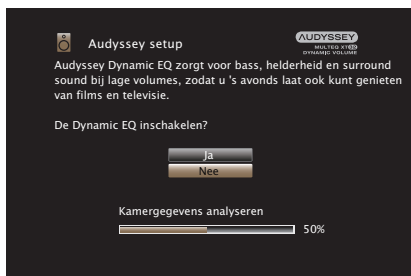 Audyssey setup
AUDYSSEY
MULTEQ XT32
DYNAMIC VOLUME
Audyssey Dynamic EQ zorgt voor bass, helderheid en surround
sound bij lage volumes, zodat u 's avonds laat ook kunt genieten
van films en televisie.
De Dynamic EQ inschakelen?
Ja
Nee
Kamergegevens analyseren
50%